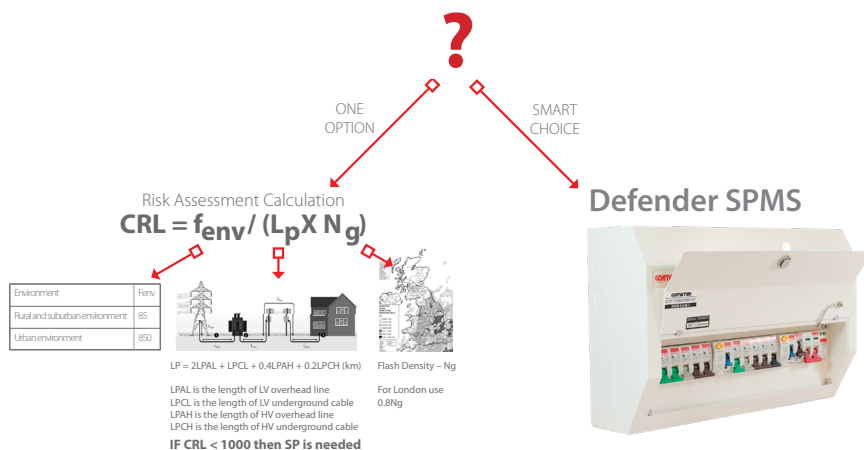 ?
ONE
OPTION
SMART
CHOICE
Risk Assessment Calculation
CRL = fenv / (Lp X Ng)
Defender SPMS
Environment Fenv
Rural and suburban environment 85
Urban environment 850
LP = 2LPAL + LPCL + 0.4LPAH + 0.2LPCH (km)
LPAL is the length of LV overhead line
LPCL is the length of LV underground cable
LPAH is the length of HV overhead line
LPCH is the length of HV underground cable
IF CRL < 1000 then SP is needed
Flash Density – Ng
For London use
0.8Ng